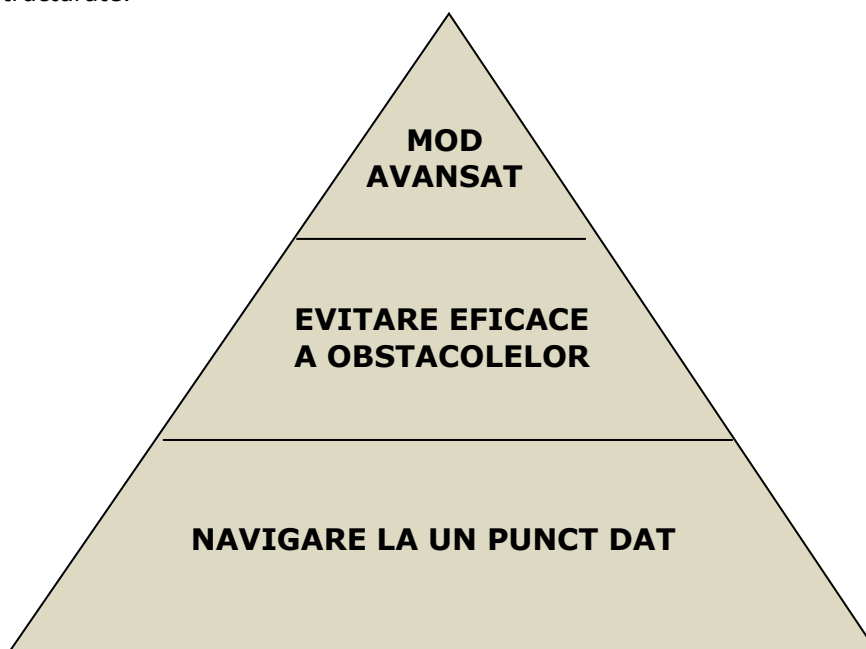 MOD
AVANSAT
EVITARE EFICACE
A OBSTACOLELOR
NAVIGARE LA UN PUNCT DAT